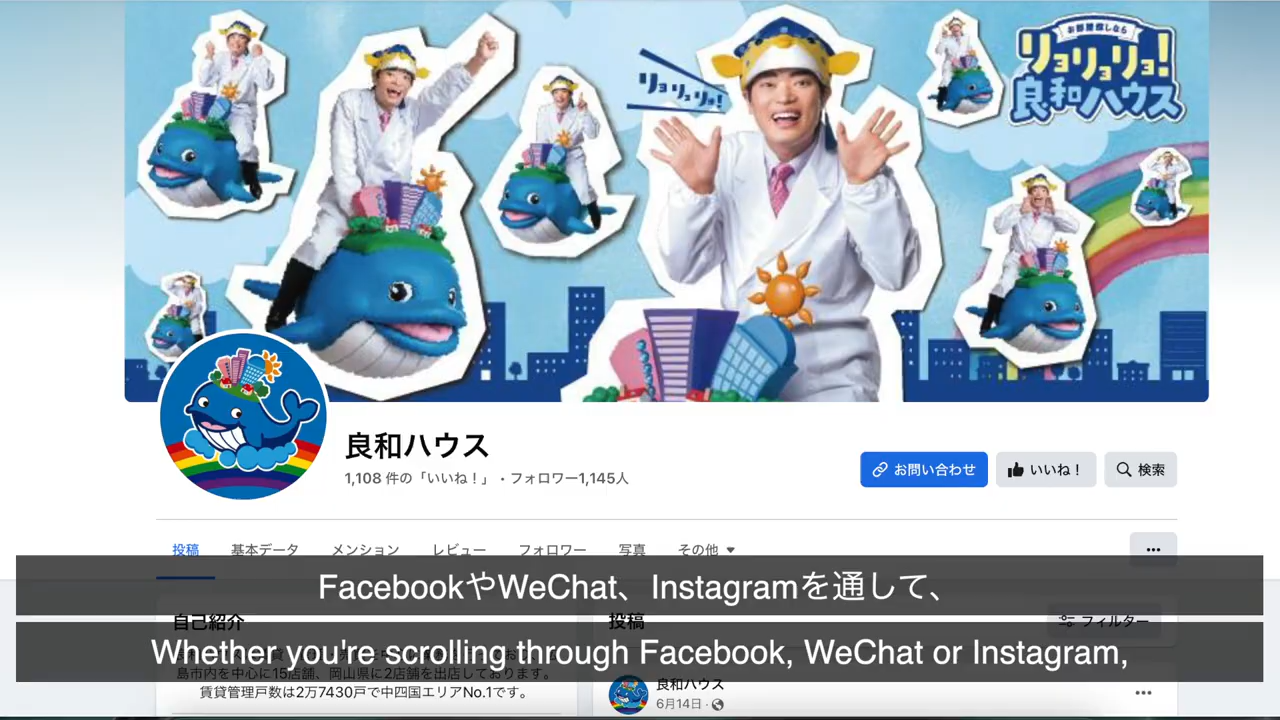 お部屋探しなら
リョリョリョ!
良和ハウス
リョリョリョ!
良和ハウス
1,108 件の「いいね!」・フォロワー1,145人
お問い合わせ
いいね!
検索
投稿
基本データ
メンション
レビュー
フォロワー
写真
その他
FacebookやWeChat、Instagramを通して、
自己紹介
投稿
フィルター
Whether you're scrolling through Facebook, WeChat or Instagram,
島市内を中心に15店舗、岡山県に2店舗を出店しております。
賃貸管理戸数は2万7430戸で中四国エリアNo.1です。
良和ハウス
6月14日